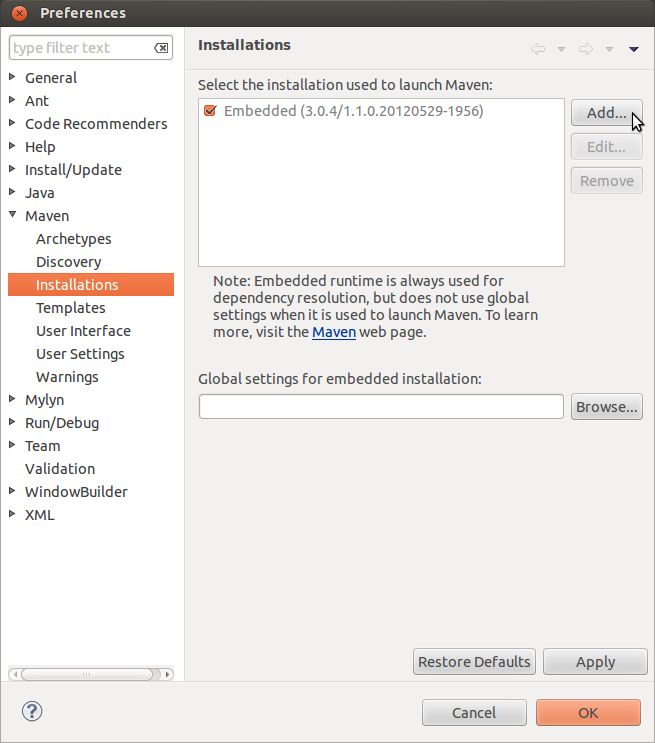 Preferences
type filter text
General
Ant
Code Recommenders
Help
Install/Update
Java
Maven
Archetypes
Discovery
Installations
Templates
User Interface
User Settings
Warnings
Mylyn
Run/Debug
Team
Validation
WindowBuilder
XML
Installations
Select the installation used to launch Maven:
Embedded (3.0.4/1.1.0.20120529-1956)
Add...
Edit...
Remove
Note: Embedded runtime is always used for
dependency resolution, but does not use global
settings when it is used to launch Maven. To learn
more, visit the Maven web page.
Global settings for embedded installation:
Browse...
Restore Defaults
Apply
?
Cancel
OK